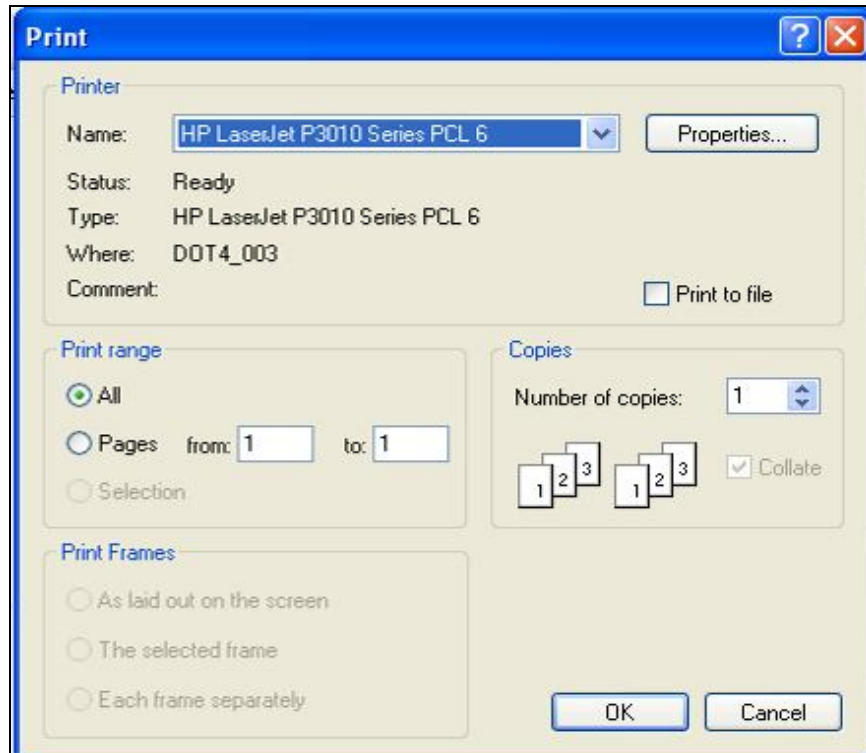 Print
Printer
Name: HP LaserJet P3010 Series PCL 6 Properties...
Status: Ready
Type: HP LaserJet P3010 Series PCL 6
Where: DOT4_003
Comment:
Print to file
Print range
All
Pages from: 1 to: 1
Selection
Copies
Number of copies: 1
1 2 3 1 2 3 Collate
Print Frames
As laid out on the screen
The selected frame
Each frame separately
OK Cancel